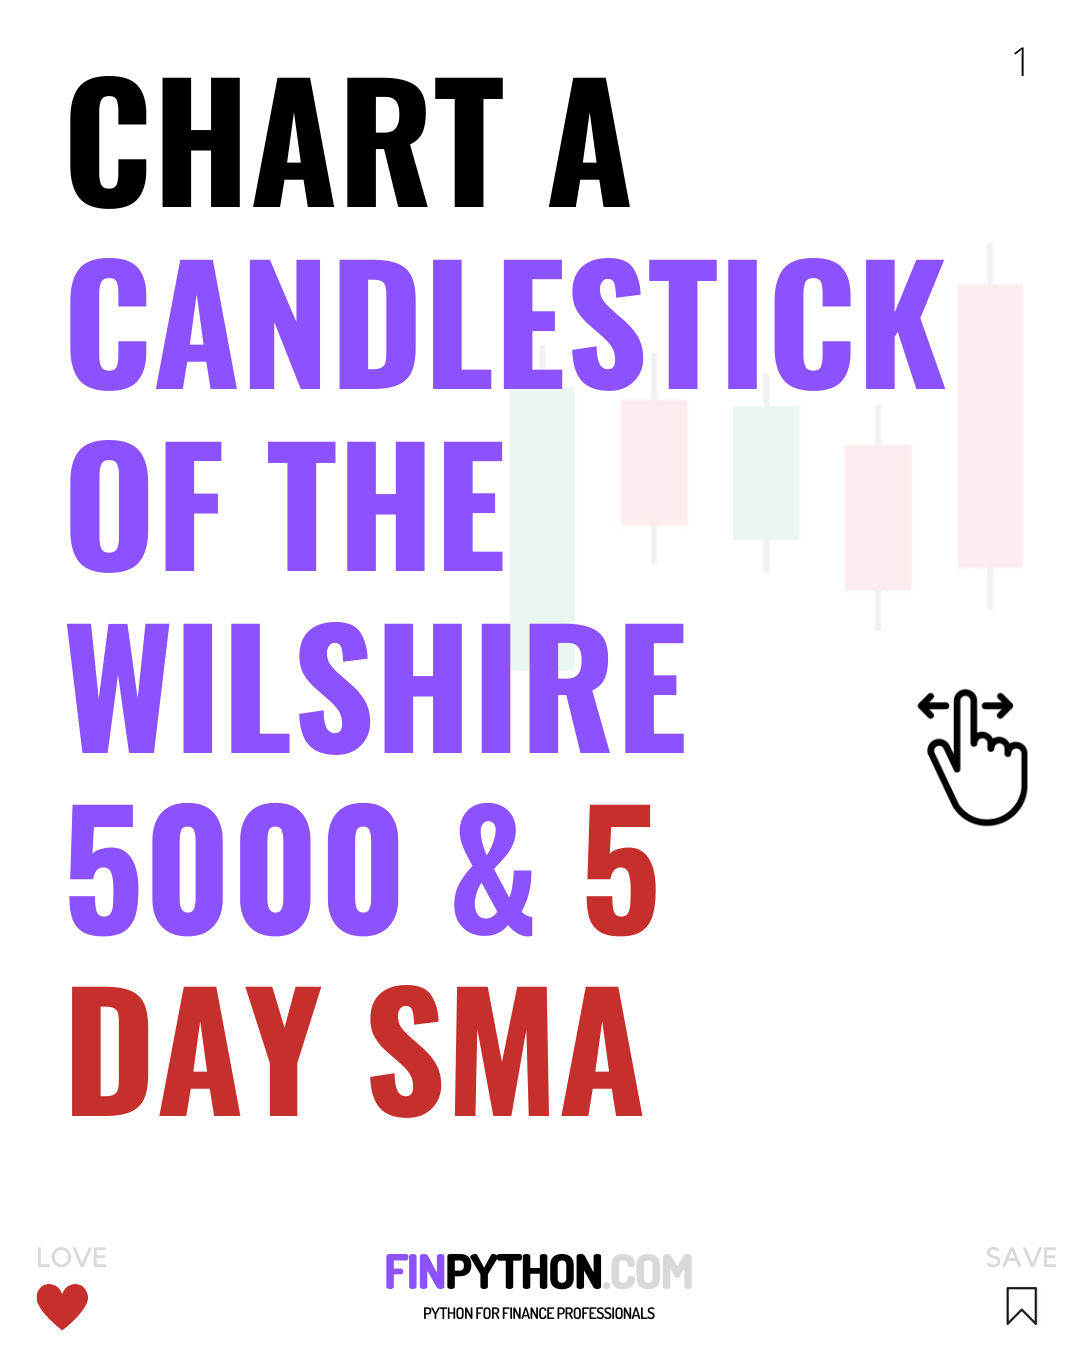 1
CHART A
CANDLESTICK
OF THE
WILSHIRE
5000 & 5
DAY SMA
LOVE
FINPYTHON.COM
PYTHON FOR FINANCE PROFESSIONALS
SAVE